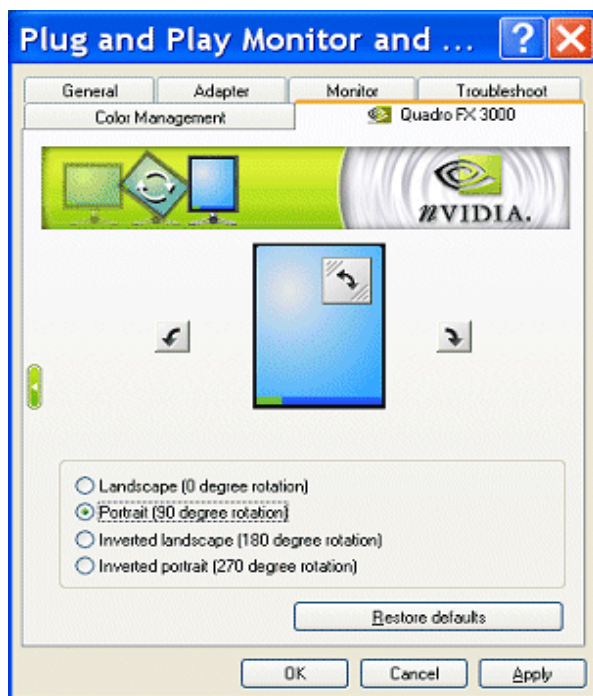 Plug and Play Monitor and ...
General Adapter Monitor Troubleshoot
Color Management Quadro FX 3000
nVIDIA.
Landscape (0 degree rotation)
Portrait (90 degree rotation)
Inverted landscape (180 degree rotation)
Inverted portrait (270 degree rotation)
Restore defaults
OK Cancel Apply